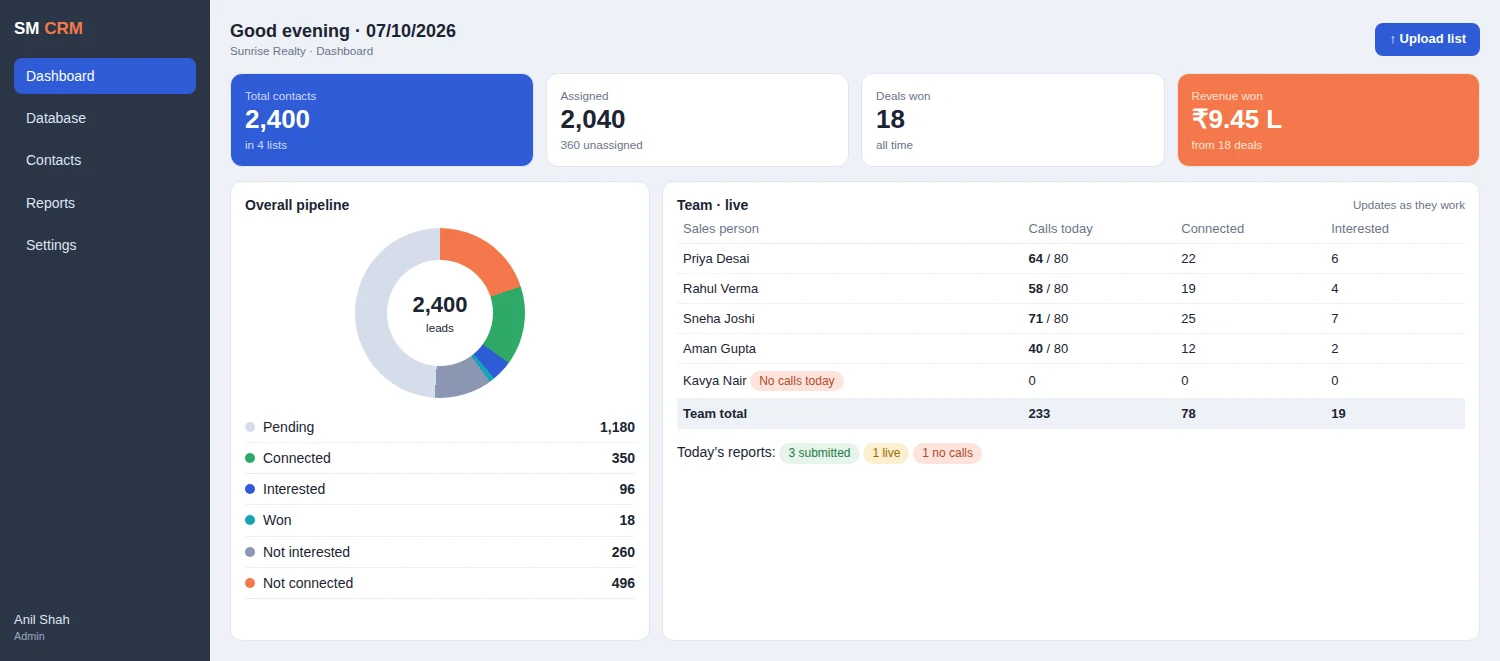 SM CRM
Dashboard
Database
Contacts
Reports
Settings
Anil Shah
Admin
Good evening · 07/10/2026
Sunrise Realty · Dashboard
↑ Upload list
Total contacts
2,400
in 4 lists
Assigned
2,040
360 unassigned
Deals won
18
all time
Revenue won
₹9.45 L
from 18 deals
Overall pipeline
2,400
leads
Pending 1,180
Connected 350
Interested 96
Won 18
Not interested 260
Not connected 496
Team · live Updates as they work
Sales person Calls today Connected Interested
Priya Desai 64 / 80 22 6
Rahul Verma 58 / 80 19 4
Sneha Joshi 71 / 80 25 7
Aman Gupta 40 / 80 12 2
Kavya Nair No calls today 0 0 0
Team total 233 78 19
Today’s reports: 3 submitted 1 live 1 no calls